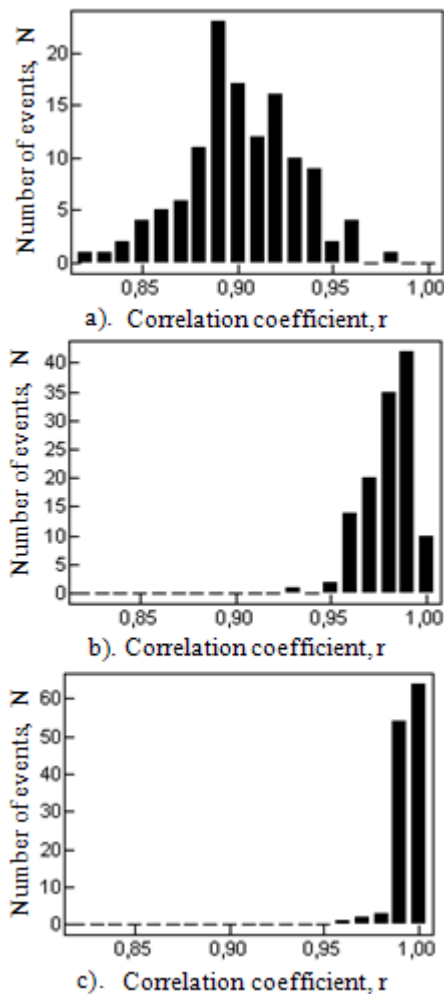 Number of events, N
20
15
10
5
0
0,85 0,90 0,95 1,00
a). Correlation coefficient, r
Number of events, N
40
35
30
25
20
15
10
5
0
0,85 0,90 0,95 1,00
b). Correlation coefficient, r
Number of events, N
60
50
40
30
20
10
0
0,85 0,90 0,95 1,00
c). Correlation coefficient, r